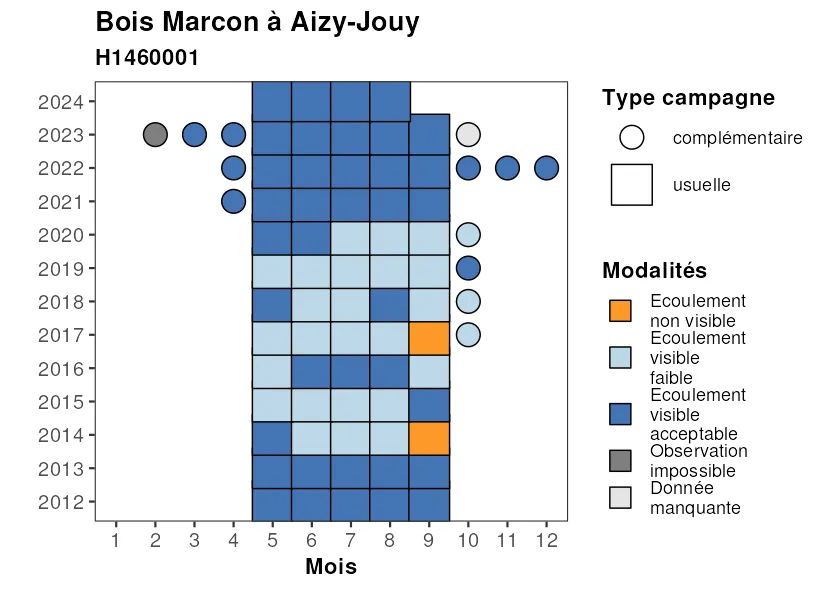 Bois Marcon à Aizy-Jouy
H1460001
2024
2023
2022
2021
2020
2019
2018
2017
2016
2015
2014
2013
2012
1 2 3 4 5 6 7 8 9 10 11 12
Mois
Type campagne
complémentaire
usuelle
Modalités
Ecoulement
non visible
Ecoulement
visible
faible
Ecoulement
visible
acceptable
Observation
impossible
Donnée
manquante